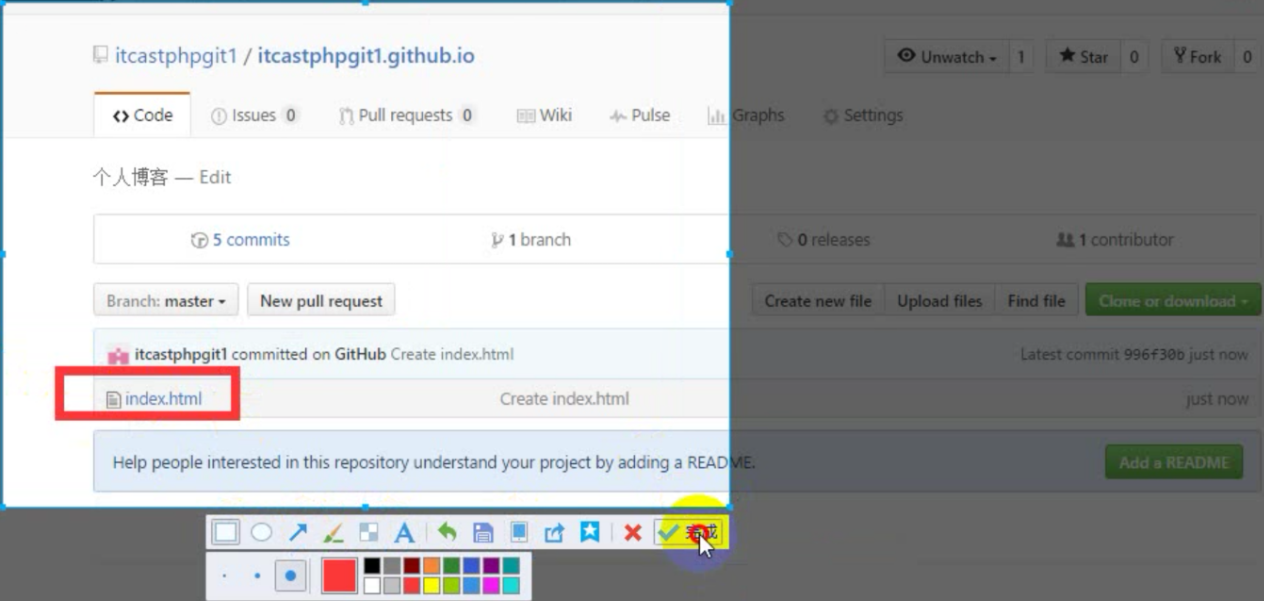 itcastphpgit1 / itcastphpgit1.github.io
Unwatch 1 Star 0 Fork 0
Code Issues 0 Pull requests 0 Wiki Pulse Graphs Settings
个人博客 — Edit
5 commits 1 branch 0 releases 1 contributor
Branch: master New pull request Create new file Upload files Find file Clone or download
itcastphpgit1 committed on GitHub Create index.html Latest commit 996f30b just now
index.html Create index.html just now
Help people interested in this repository understand your project by adding a README. Add a README
A 完成